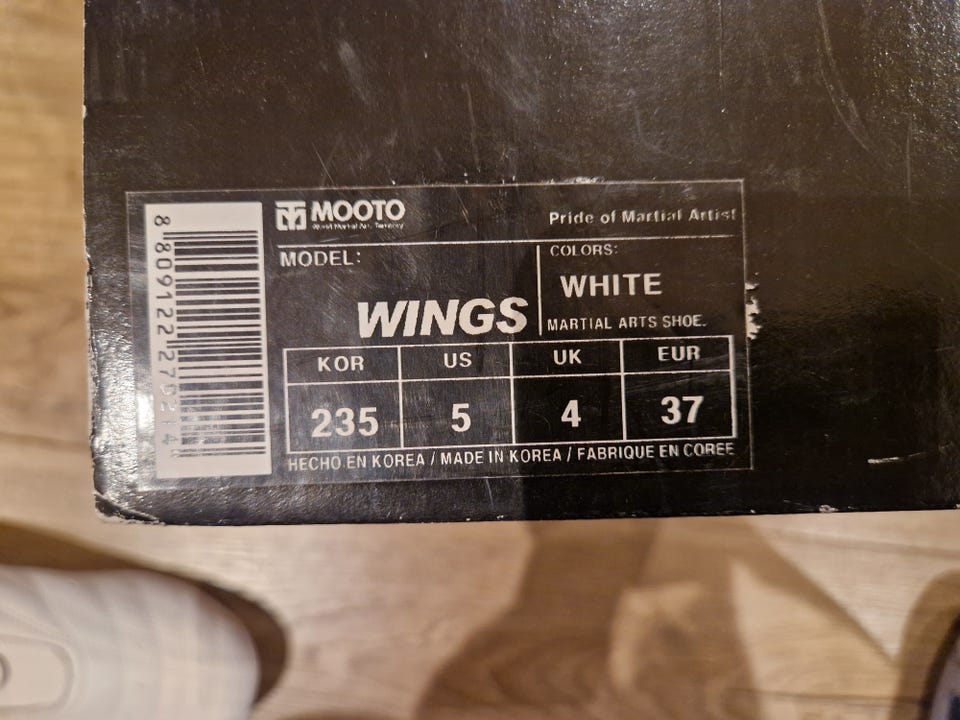 MOOTO
Pride of Martial Artist
MODEL:
WINGS
COLORS:
WHITE
MARTIAL ARTS SHOE.
KOR US UK EUR
235 5 4 37
HECHO EN KOREA / MADE IN KOREA / FABRIQUE EN COREE